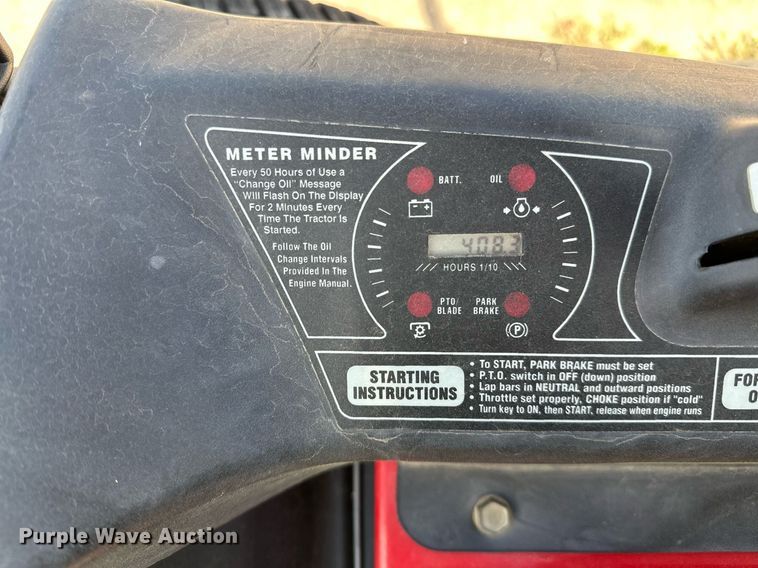 METER MINDER
Every 50 Hours of Use a
"Change Oil" Message
Will Flash On The Display
For 2 Minutes Every
Time The Tractor Is
Started.
Follow The Oil
Change Intervals
Provided In The
Engine Manual.
BATT. OIL
408.3
HOURS 1/10
PTO/ PARK
BLADE BRAKE
P
STARTING
INSTRUCTIONS
• To START, PARK BRAKE must be set
• P.T.O. switch in OFF (down) position
• Lap bars in NEUTRAL and outward positions
• Throttle set properly, CHOKE position if "cold"
• Turn key to ON, then START, release when engine runs
FOR
O
Purple Wave Auction